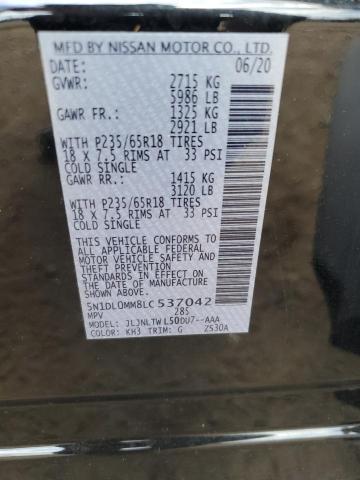 MFD BY NISSAN MOTOR CO., LTD.
DATE: 06/20
GVWR: 2715 KG
5986 LB
GAWR FR.: 1325 KG
2921 LB
WITH P235/65R18 TIRES
18 X 7.5 RIMS AT 33 PSI
COLD SINGLE
GAWR RR.: 1415 KG
3120 LB
WITH P235/65R18 TIRES
18 X 7.5 RIMS AT 33 PSI
COLD SINGLE
THIS VEHICLE CONFORMS
TO ALL APPLICABLE FEDERAL
MOTOR VEHICLE SAFETY
AND THEFT PREVENTION
STANDARDS IN EFFECT ON
THE DATE OF MANUFACTURE
SHOWN ABOVE.
5N1DL0MM8LC537042
MPV 285
MODEL: JLJNLTWL50DU7--AAA
COLOR: KH3 TRIM: G ZS30A